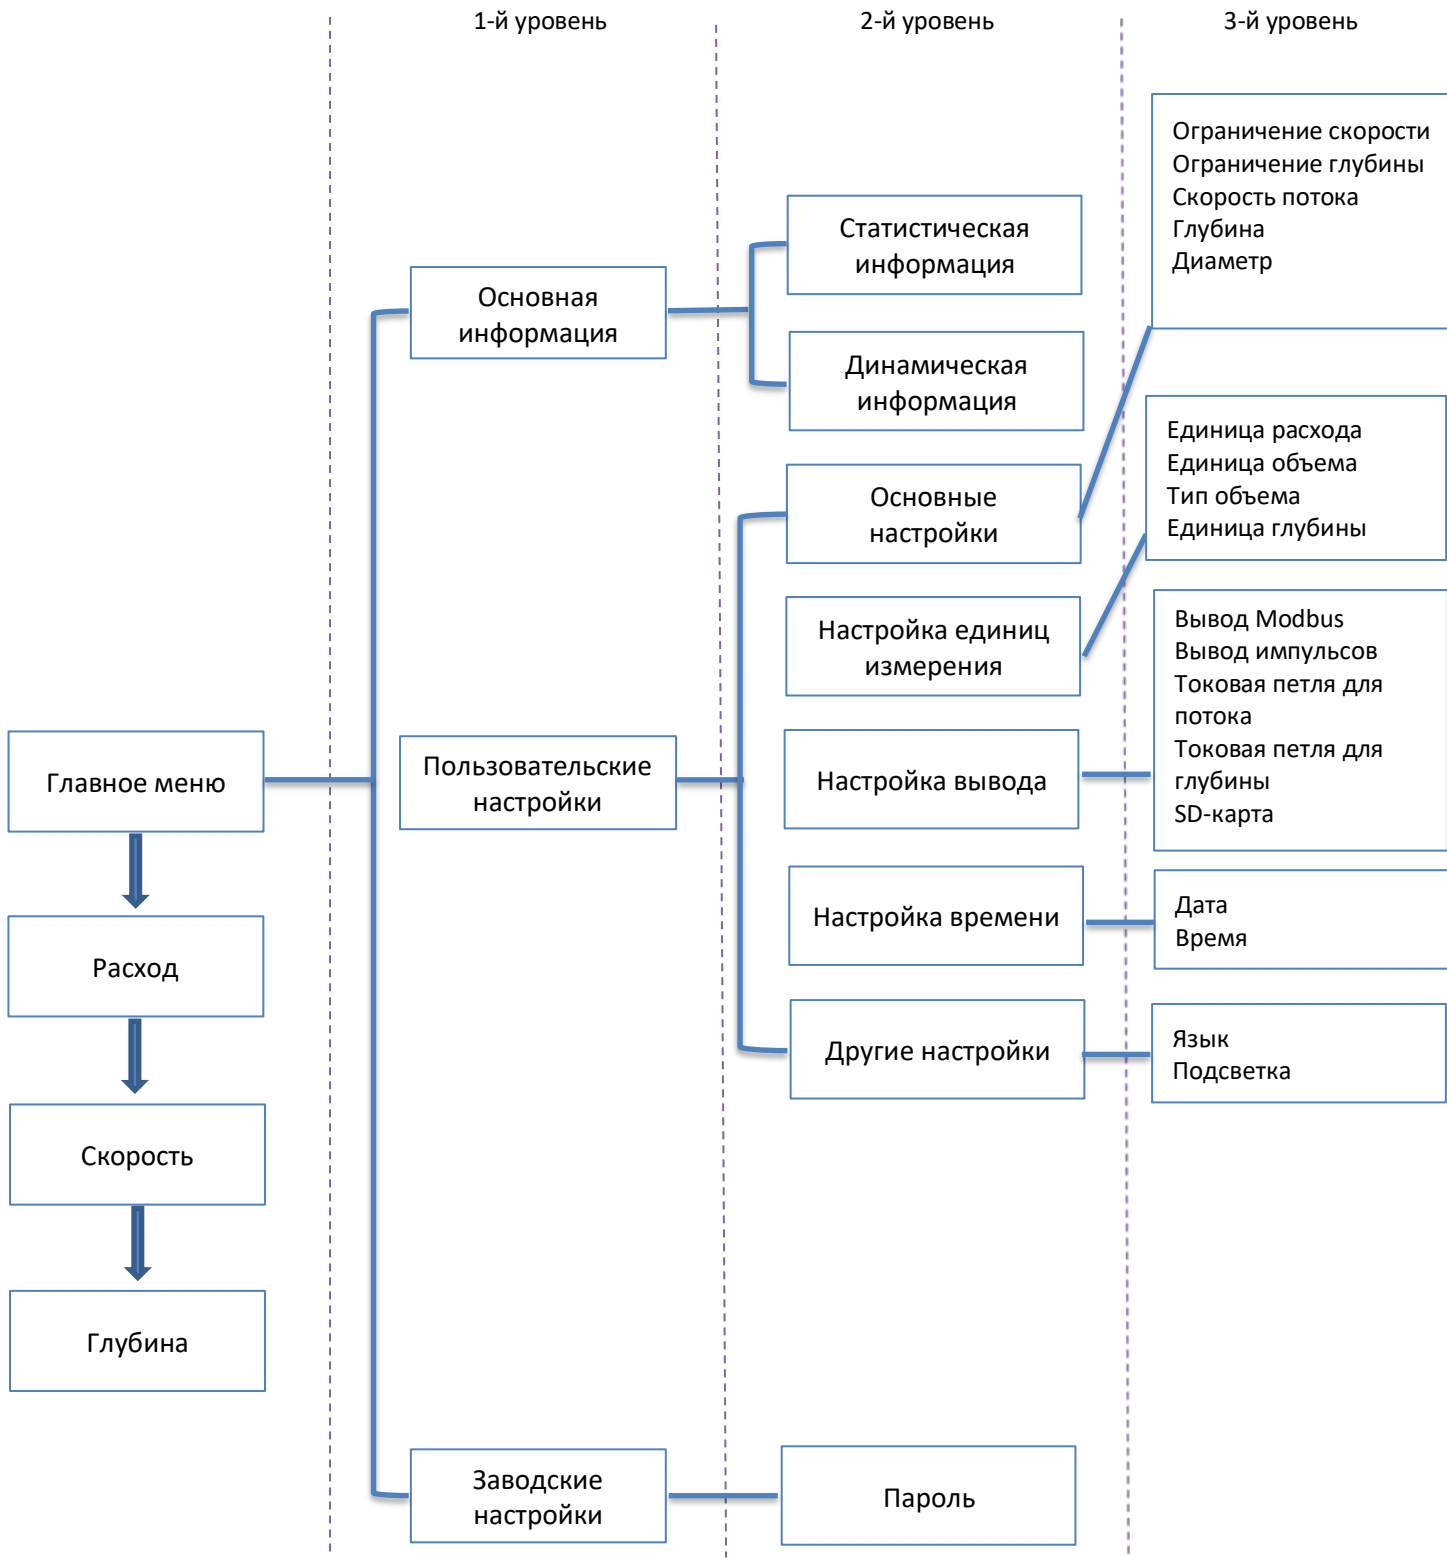 1-й уровень
2-й уровень
3-й уровень
Главное меню
Расход
Скорость
Глубина
Основная
информация
Пользовательские
настройки
Заводские
настройки
Статистическая
информация
Динамическая
информация
Основные
настройки
Настройка единиц
измерения
Настройка вывода
Настройка времени
Другие настройки
Пароль
Ограничение скорости
Ограничение глубины
Скорость потока
Глубина
Диаметр
Единица расхода
Единица объема
Тип объема
Единица глубины
Вывод Modbus
Вывод импульсов
Токовая петля для
потока
Токовая петля для
глубины
SD-карта
Дата
Время
Язык
Подсветка